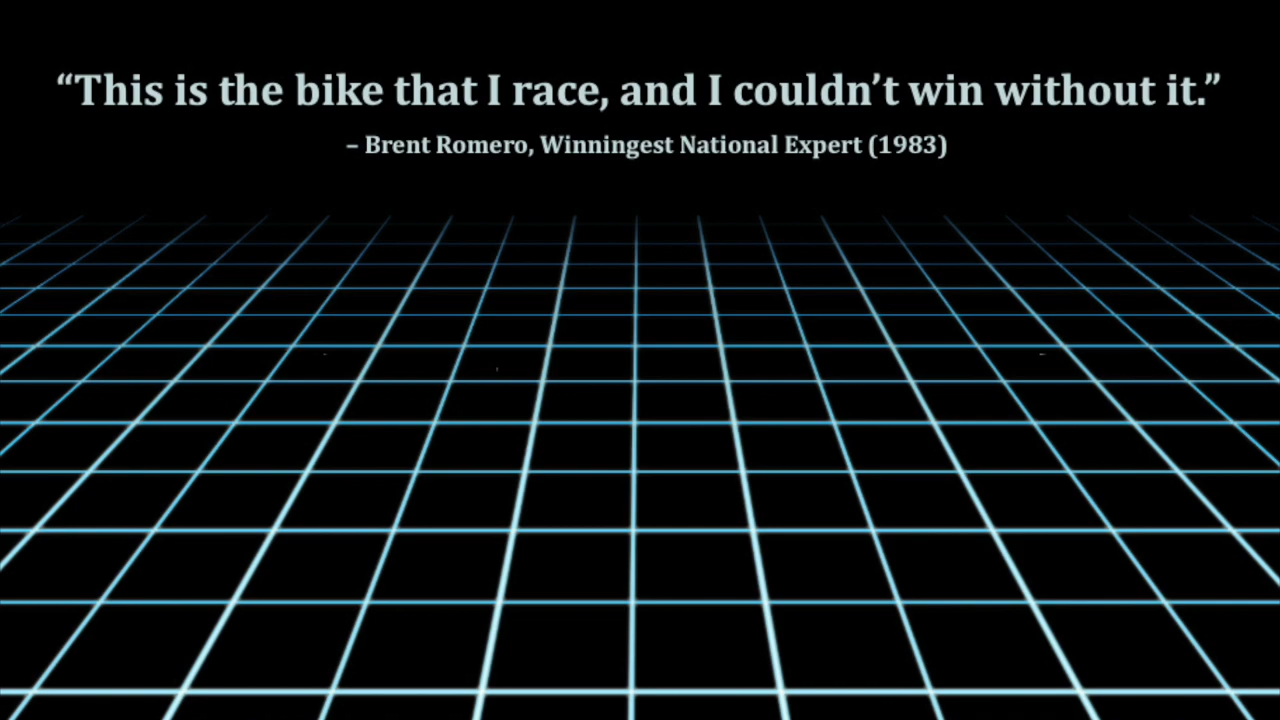 “This is the bike that I race, and I couldn’t win without it.”
– Brent Romero, Winningest National Expert (1983)